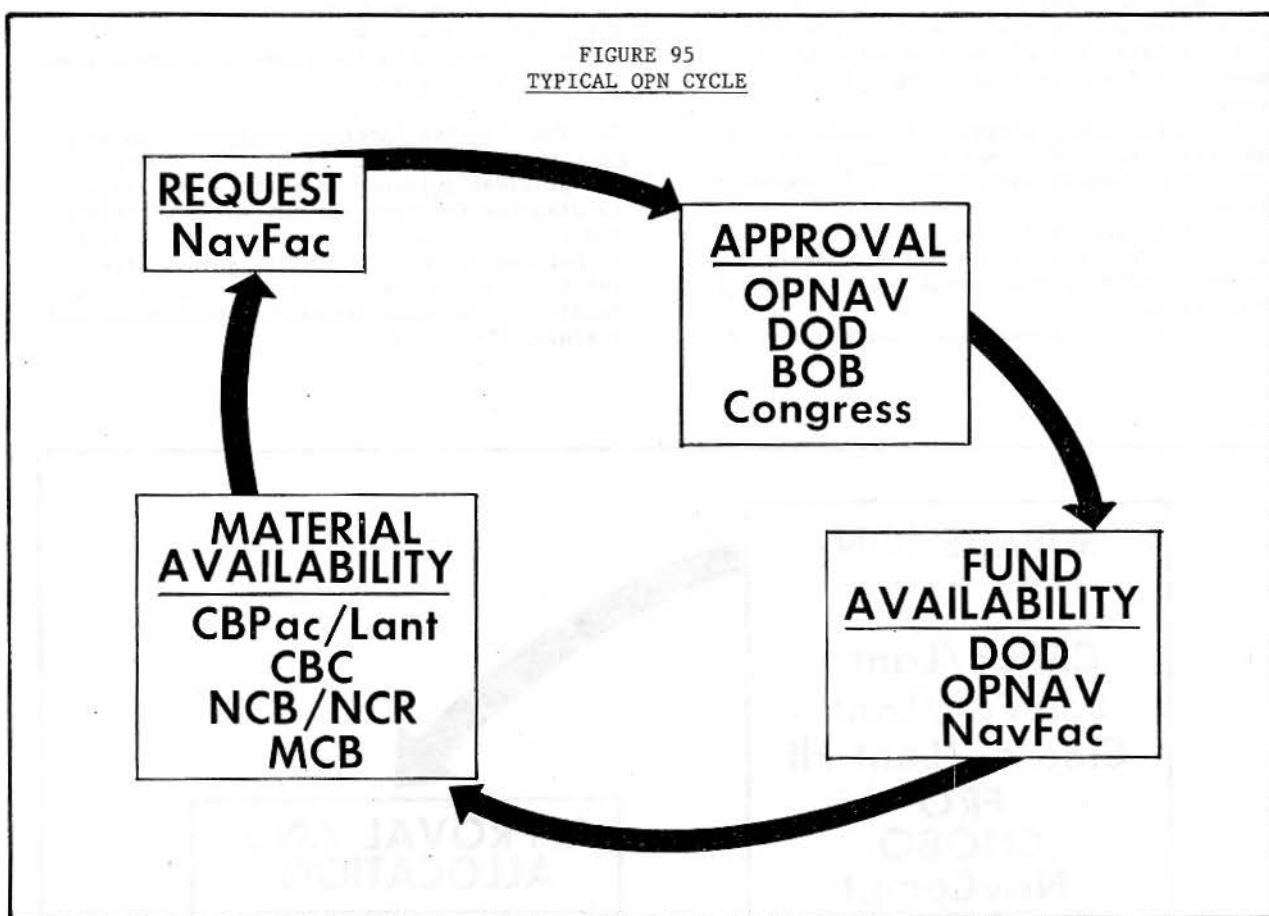 FIGURE 95
TYPICAL OPN CYCLE
REQUEST
NavFac
APPROVAL
OPNAV
DOD
BOB
Congress
FUND
AVAILABILITY
DOD
OPNAV
NavFac
MATERIAL
AVAILABILITY
CBPac/Lant
CBC
NCB/NCR
MCB